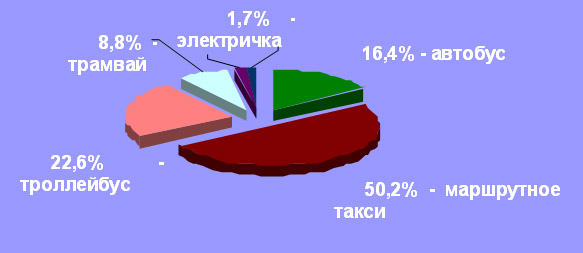 1,7% -
электричка
8,8% -
трамвай
16,4% - автобус
22,6% -
троллейбус
50,2% - маршрутное
такси